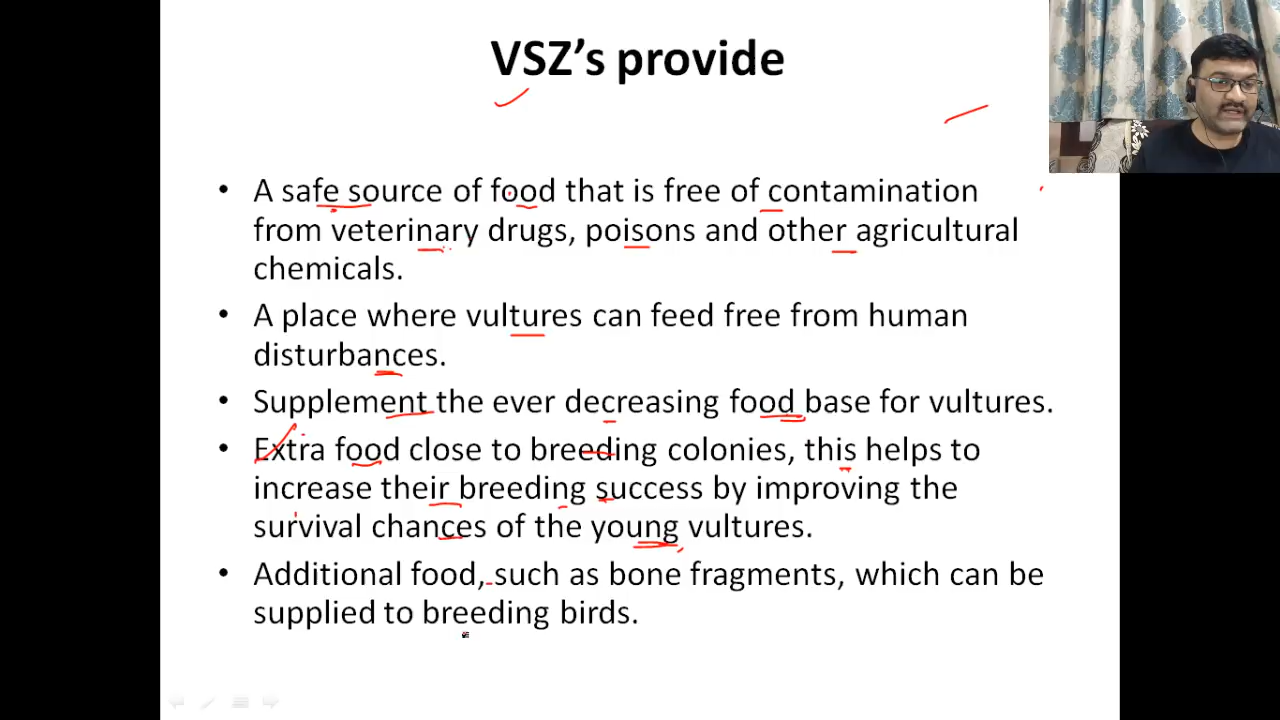 VSZ's provide
• A safe source of food that is free of contamination
from veterinary drugs, poisons and other agricultural
chemicals.
• A place where vultures can feed free from human
disturbances.
• Supplement the ever decreasing food base for vultures.
• Extra food close to breeding colonies, this helps to
increase their breeding success by improving the
survival chances of the young vultures.
• Additional food, such as bone fragments, which can be
supplied to breeding birds.